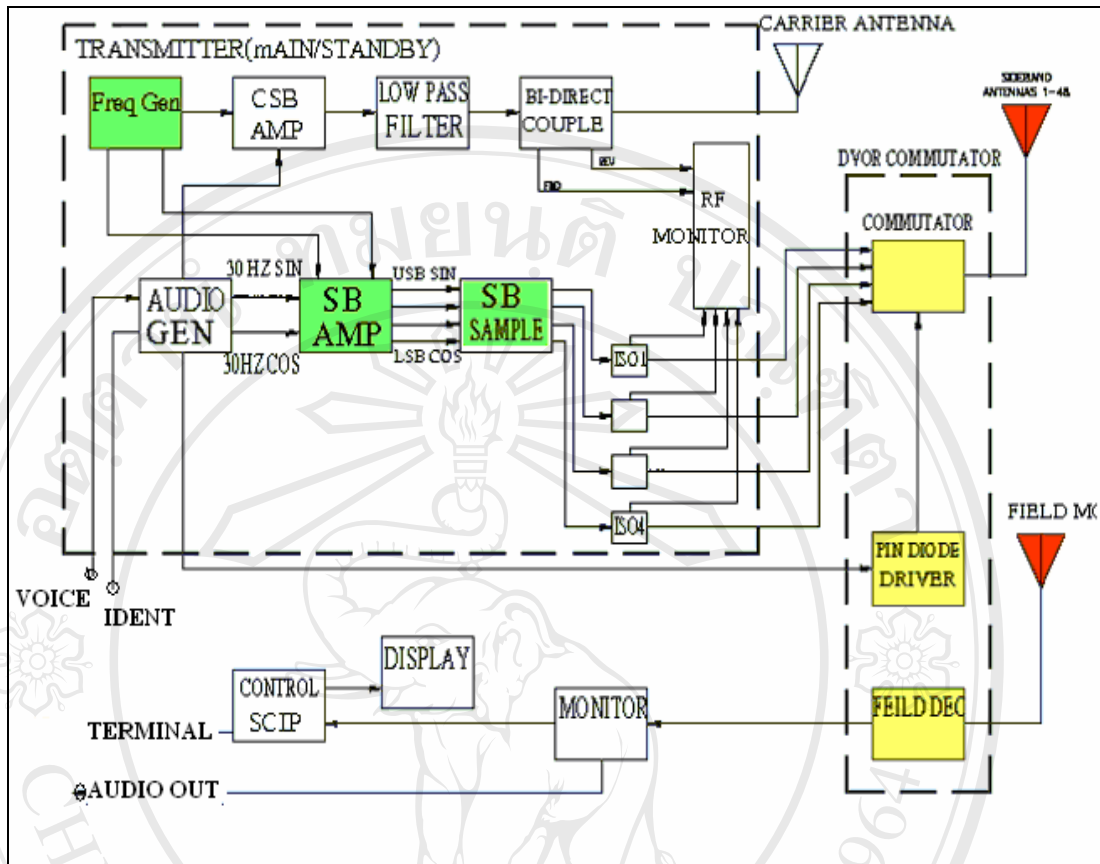 CARRIER ANTENNA
TRANSMITTER(mAIN/STANDBY)
Freq Gen
CSB
AMP
LOW PASS
FILTER
BI-DIRECT
COUPLE
SIDEBAND
ANTENNAS 1-48
REV
FWD
RF
MONITOR
DVOR COMMUTATOR
COMMUTATOR
30 HZ SIN
USB SIN
AUDIO
GEN
SB
AMP
SB
SAMPLE
30HZ COS
LSB COS
ISO1
ISO4
FIELD MO
PIN DIODE
DRIVER
VOICE
IDENT
DISPLAY
CONTROL
SCIP
MONITOR
FEILD DEC
TERMINAL
AUDIO OUT
1964